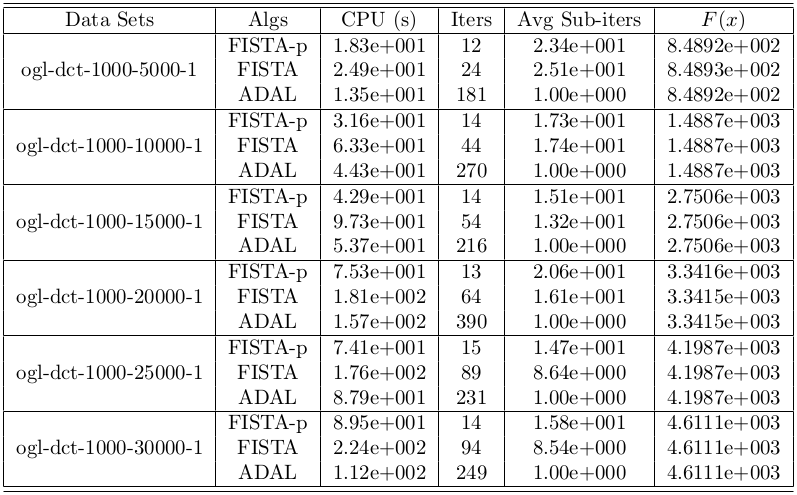 Data Sets Algs CPU (s) Iters Avg Sub-iters F(x)
FISTA-p 1.83e+001 12 2.34e+001 8.4892e+002
ogl-dct-1000-5000-1 FISTA 2.49e+001 24 2.51e+001 8.4893e+002
ADAL 1.35e+001 181 1.00e+000 8.4892e+002
FISTA-p 3.16e+001 14 1.73e+001 1.4887e+003
ogl-dct-1000-10000-1 FISTA 6.33e+001 44 1.74e+001 1.4887e+003
ADAL 4.43e+001 270 1.00e+000 1.4887e+003
FISTA-p 4.29e+001 14 1.51e+001 2.7506e+003
ogl-dct-1000-15000-1 FISTA 9.73e+001 54 1.32e+001 2.7506e+003
ADAL 5.37e+001 216 1.00e+000 2.7506e+003
FISTA-p 7.53e+001 13 2.06e+001 3.3416e+003
ogl-dct-1000-20000-1 FISTA 1.81e+002 64 1.61e+001 3.3415e+003
ADAL 1.57e+002 390 1.00e+000 3.3415e+003
FISTA-p 7.41e+001 15 1.47e+001 4.1987e+003
ogl-dct-1000-25000-1 FISTA 1.76e+002 89 8.64e+000 4.1987e+003
ADAL 8.79e+001 231 1.00e+000 4.1987e+003
FISTA-p 8.95e+001 14 1.58e+001 4.6111e+003
ogl-dct-1000-30000-1 FISTA 2.24e+002 94 8.54e+000 4.6111e+003
ADAL 1.12e+002 249 1.00e+000 4.6111e+003